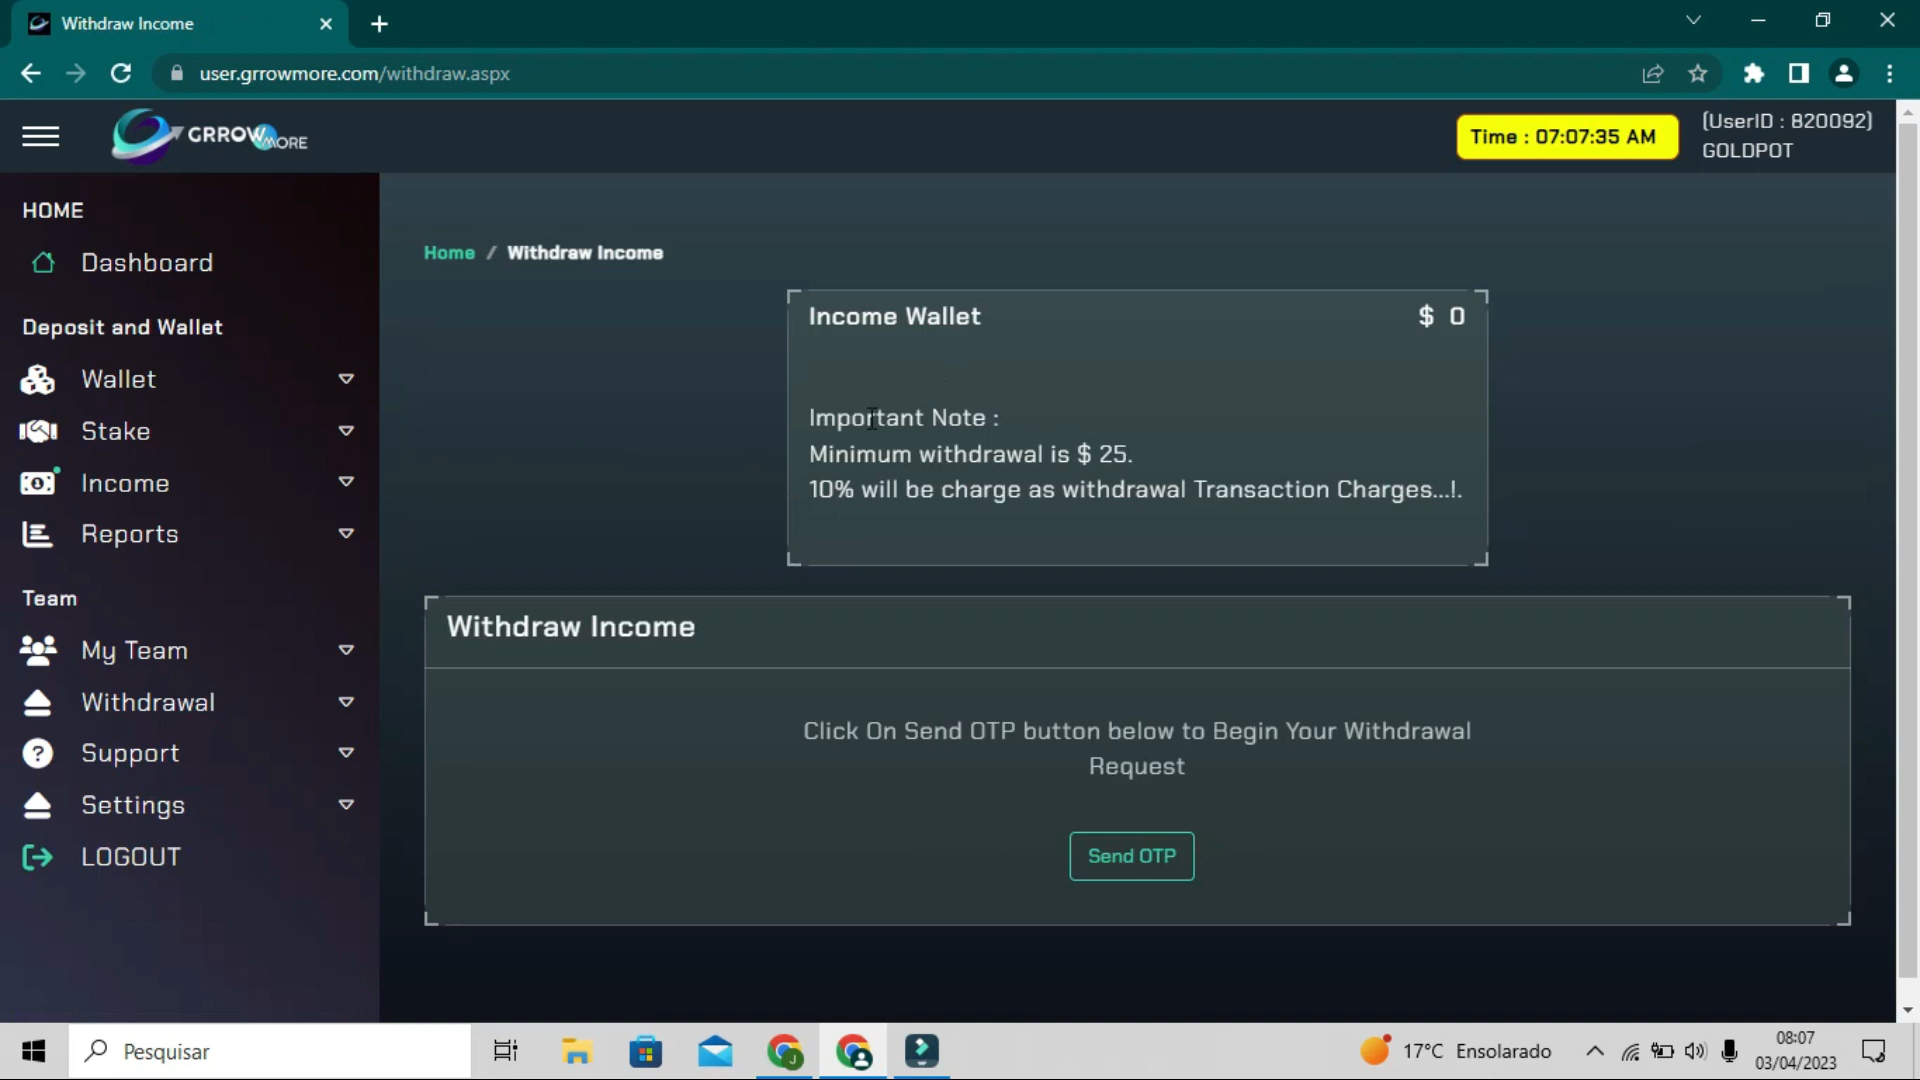 Withdraw Income
user.grrowmore.com/withdraw.aspx
GRROW MORE
Time : 07:07:35 AM
(UserID : 820092)
GOLDPOT
HOME
Dashboard
Deposit and Wallet
Wallet
Stake
Income
Reports
Team
My Team
Withdrawal
Support
Settings
LOGOUT
Home / Withdraw Income
Income Wallet $ 0
Important Note :
Minimum withdrawal is $ 25.
10% will be charge as withdrawal Transaction Charges...!.
Withdraw Income
Click On Send OTP button below to Begin Your Withdrawal
Request
Send OTP
Pesquisar
J
17°C Ensolarado
08:07
03/04/2023